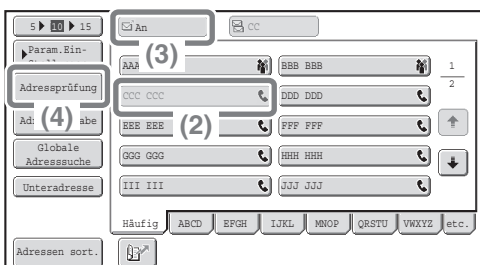 5 10 15
An
CC
Param.Ein-
(3)
AAA
BBB BBB
1
2
Adressprüfung
CCC CCC
DDD DDD
(4)
(2)
EEE EEE
FFF FFF
Globale
Adresssuche
GGG GGG
HHH HHH
Unteradresse
III III
JJJ JJJ
Häufig ABCD EFGH IJKL MNOP QRSTU VWXYZ etc.
Adressen sort.